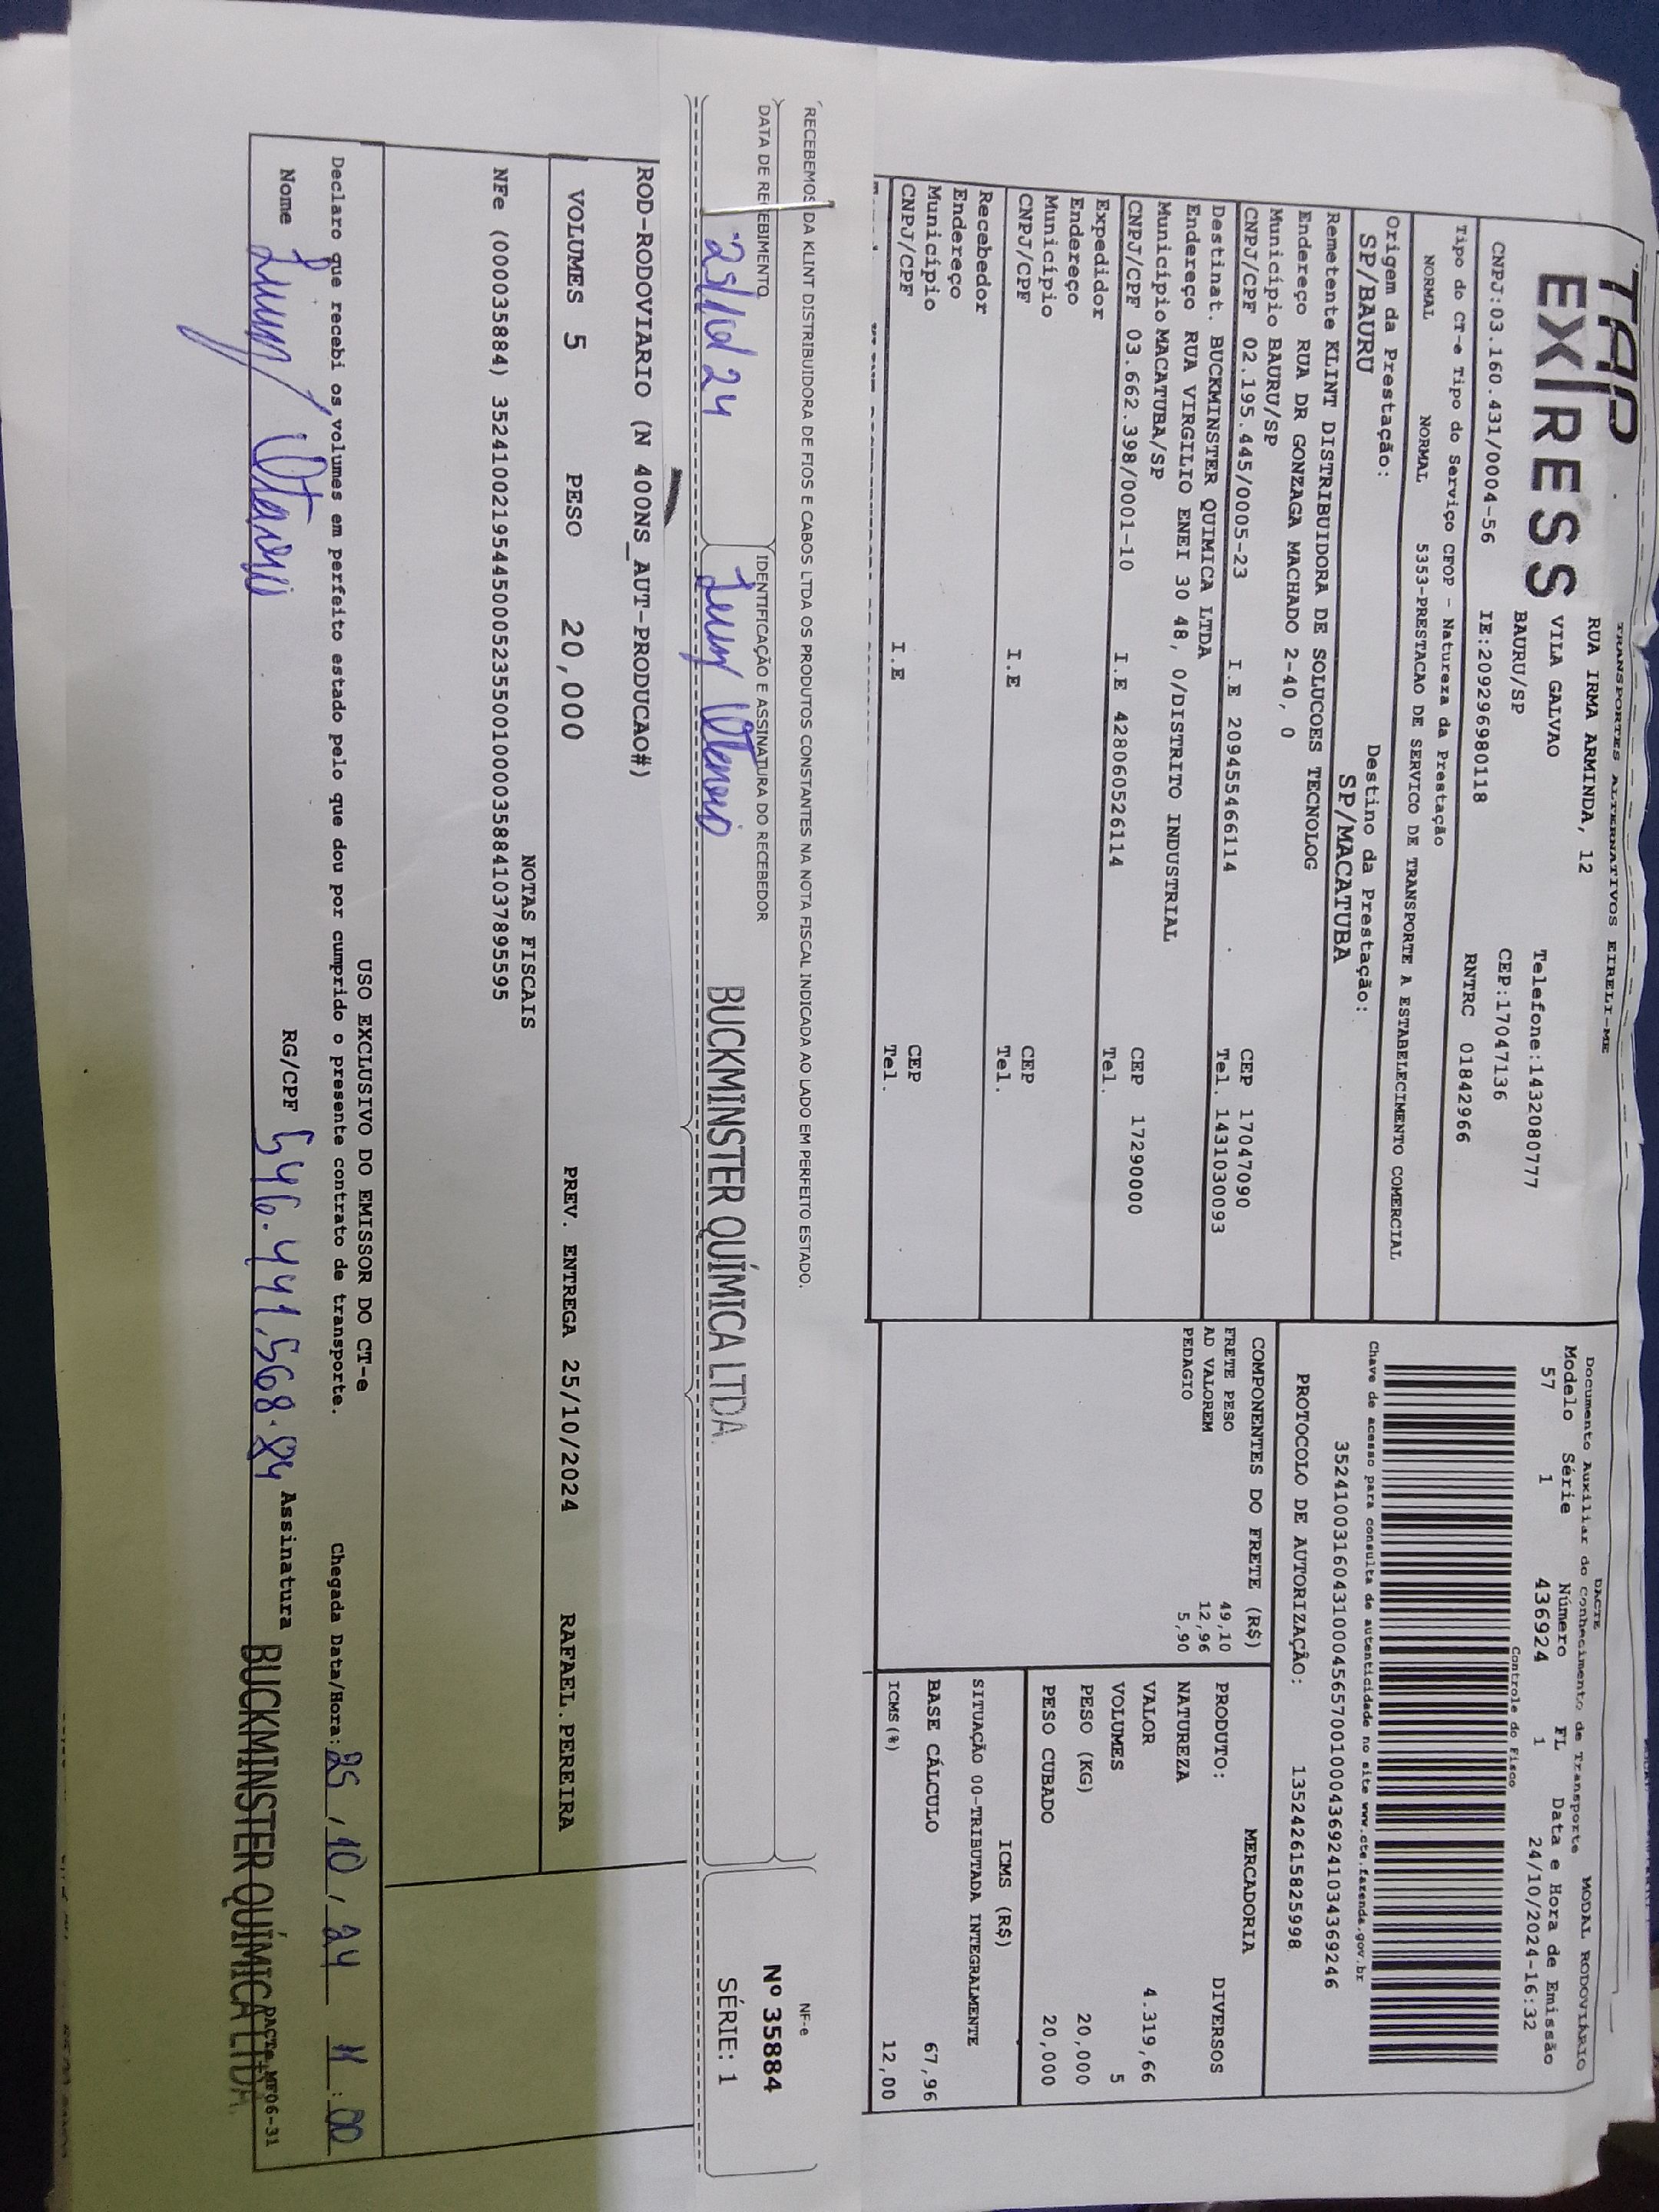 TAP
EXPRESS
TRANSPORTES ALTERNATIVOS EIRELI-ME
RUA IRMA ARMINDA, 12
VILA GALVAO
BAURU/SP
Telefone:1432080777
CEP:17047136
CNPJ:03.160.431/0004-56 IE:209296980118 RNTRC 01842966
Tipo do CT-e Tipo do Serviço CFOP - Natureza da Prestação
NORMAL NORMAL 5353-PRESTACAO DE SERVICO DE TRANSPORTE A ESTABELECIMENTO COMERCIAL
Origem da Prestação: Destino da Prestação:
SP/BAURU SP/MACATUBA
Remetente KLINT DISTRIBUIDORA DE SOLUCOES TECNOLOG
Endereço RUA DR GONZAGA MACHADO 2-40, 0
Município BAURU/SP CEP 17047090
CNPJ/CPF 02.195.445/0005-23 I.E 209455466114 Tel. 1431030093
Destinat. BUCKMINSTER QUIMICA LTDA
Endereço RUA VIRGILIO ENEI 30 48, 0/DISTRITO INDUSTRIAL
Município MACATUBA/SP CEP 17290000
CNPJ/CPF 03.662.398/0001-10 I.E 428060526114 Tel.
Expedidor
Endereço
Município CEP
CNPJ/CPF I.E Tel.
Recebedor
Endereço
Município CEP
CNPJ/CPF I.E Tel.
DACTE
Documento Auxiliar do Conhecimento de Transporte MODAL RODOVIÁRIO
Modelo Série Número FL Data e Hora de Emissão
57 1 436924 1 24/10/2024-16:32
Controle do Fisco
Chave de acesso para consulta de autenticidade no site www.cte.fazenda.gov.br
35241003160431000456570010004369241034369246
PROTOCOLO DE AUTORIZAÇÃO: 135242615825998
COMPONENTES DO FRETE (R$)
FRETE PESO 49,10
AD VALOREM 12,96
PEDAGIO 5,90
MERCADORIA
PRODUTO: DIVERSOS
NATUREZA
VALOR 4.319,66
VOLUMES 5
PESO (KG) 20,000
PESO CUBADO 20,000
ICMS (R$)
SITUAÇÃO 00-TRIBUTADA INTEGRALMENTE
BASE CÁLCULO 67,96
ICMS(%) 12,00
RECEBEMOS DA KLINT DISTRIBUIDORA DE FIOS E CABOS LTDA OS PRODUTOS CONSTANTES NA NOTA FISCAL INDICADA AO LADO EM PERFEITO ESTADO.
DATA DE RECEBIMENTO IDENTIFICAÇÃO E ASSINATURA DO RECEBEDOR
25/10/24
BUCKMINSTER QUÍMICA LTDA.
NF-e
Nº 35884
SÉRIE: 1
ROD-RODOVIARIO (N 400NS_AUT-PRODUCAO#)
VOLUMES 5 PESO 20,000 PREV. ENTREGA 25/10/2024 RAFAEL.PEREIRA
NOTAS FISCAIS
NFe (000035884) 35241002195445000523550010000358841037895595
USO EXCLUSIVO DO EMISSOR DO CT-e
Declaro que recebi os volumes em perfeito estado pelo que dou por cumprido o presente contrato de transporte. Chegada Data/Hora: 25/10/24 11:00
Nome RG/CPF 546.441.568.84 Assinatura
BUCKMINSTER QUÍMICA LTDA.
DACTe_MF06-31